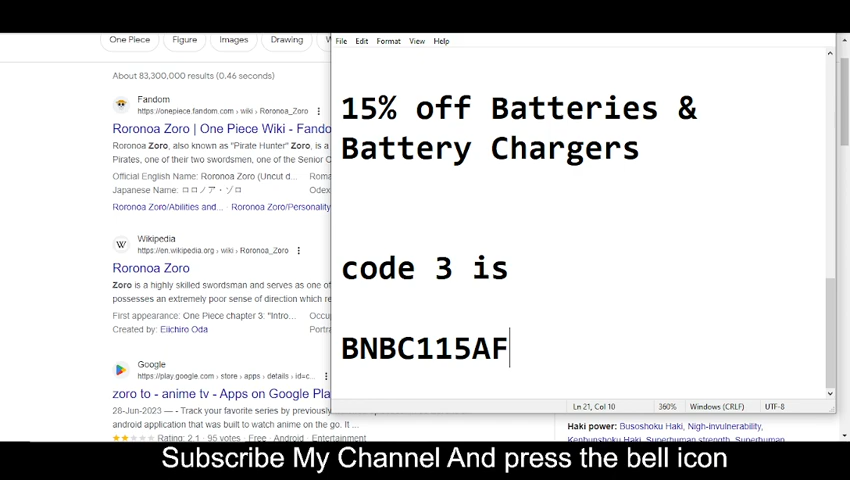 One Piece
Figure
Images
Drawing
About 83,300,000 results (0.46 seconds)
Fandom
https://onepiece.fandom.com › wiki › Roronoa_Zoro
Roronoa Zoro | One Piece Wiki - Fando
Roronoa Zoro, also known as "Pirate Hunter" Zoro, is a
Pirates, one of their two swordsmen, one of the Senior C
Official English Name: Roronoa Zoro (Uncut d...
Japanese Name: ロロノア・ゾロ
Roronoa Zoro/Abilities and...
Roronoa Zoro/Personality
Wikipedia
https://en.wikipedia.org › wiki › Roronoa_Zoro
Roronoa Zoro
Zoro is a highly skilled swordsman and serves as one of
possesses an extremely poor sense of direction which re
First appearance: One Piece chapter 3: "Intro...
Created by: Eiichiro Oda
Google
https://play.google.com › store › apps › details › id=c...
zoro to - anime tv - Apps on Google Pla
28-Jun-2023 — - Track your favorite series by previously
android application that was built to watch anime on the go. It ...
Rating: 2.1 · 95 votes · Free · Android · Entertainment
File Edit Format View Help
15% off Batteries &
Battery Chargers
code 3 is
BNBC115AF
Ln 21, Col 10
360%
Windows (CRLF)
UTF-8
Haki power: Busoshoku Haki, Nigh-invulnerability,
Kenbunshoku Haki, Superhuman strength, Superhuman
Subscribe My Channel And press the bell icon